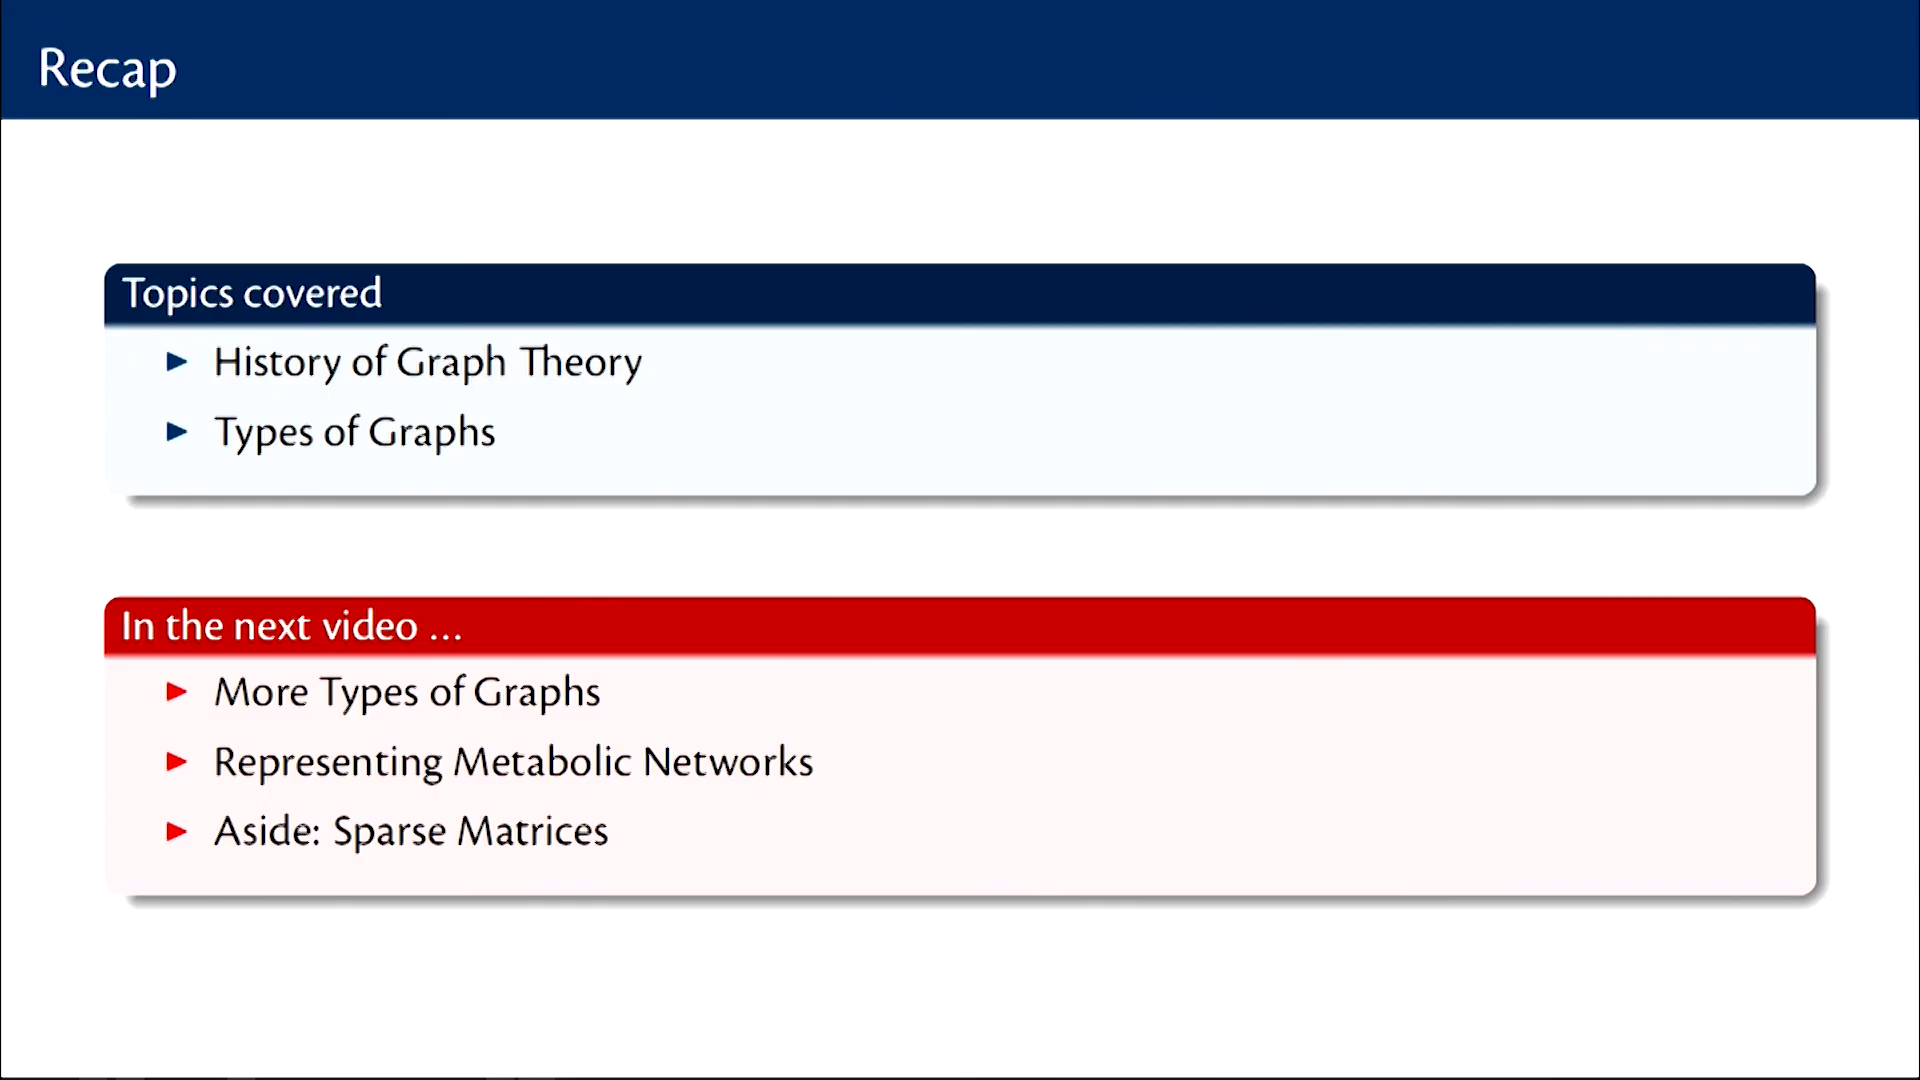 Recap
Topics covered
History of Graph Theory
Types of Graphs
In the next video ...
More Types of Graphs
Representing Metabolic Networks
Aside: Sparse Matrices